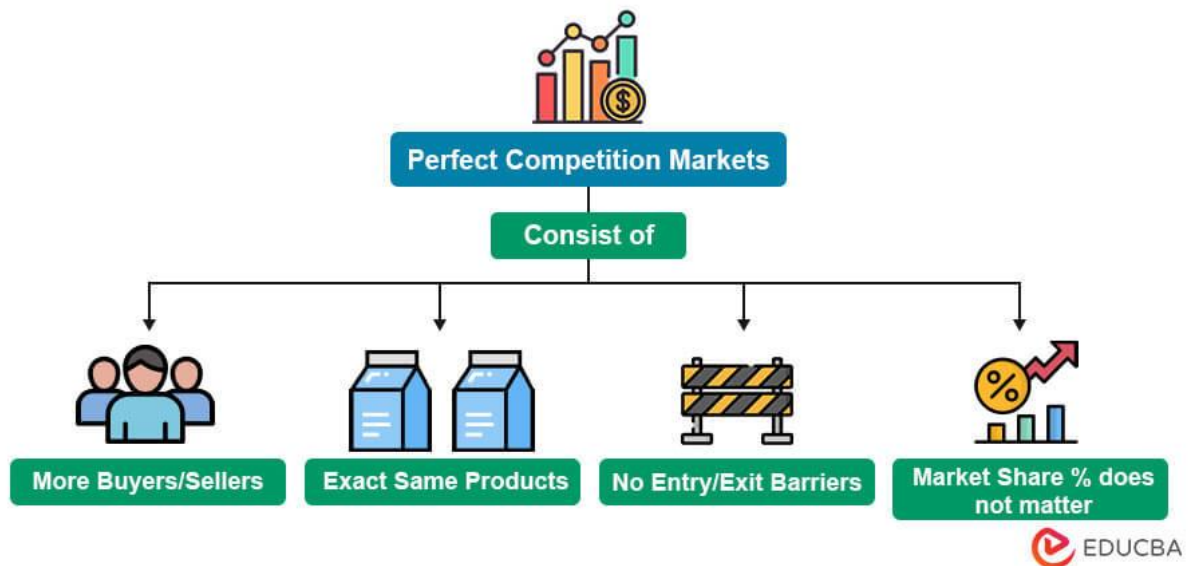 $
Perfect Competition Markets
Consist of
%
More Buyers/Sellers
Exact Same Products
No Entry/Exit Barriers
Market Share % does
not matter
EDUCBA